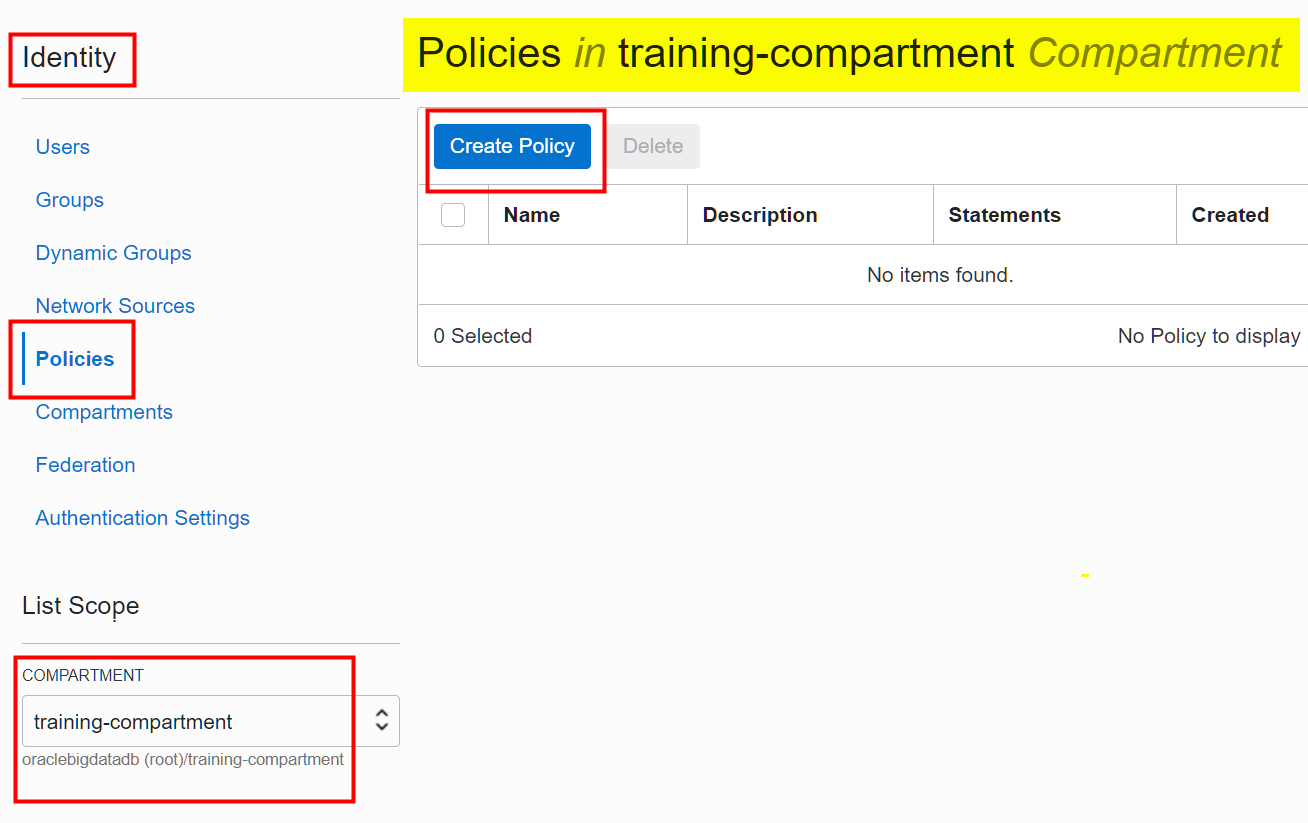 Identity
Users
Groups
Dynamic Groups
Network Sources
Policies
Compartments
Federation
Authentication Settings
List Scope
COMPARTMENT
training-compartment
oraclebigdatadb (root)/training-compartment
Policies in training-compartment Compartment
Create Policy Delete
Name Description Statements Created
No items found.
0 Selected No Policy to display